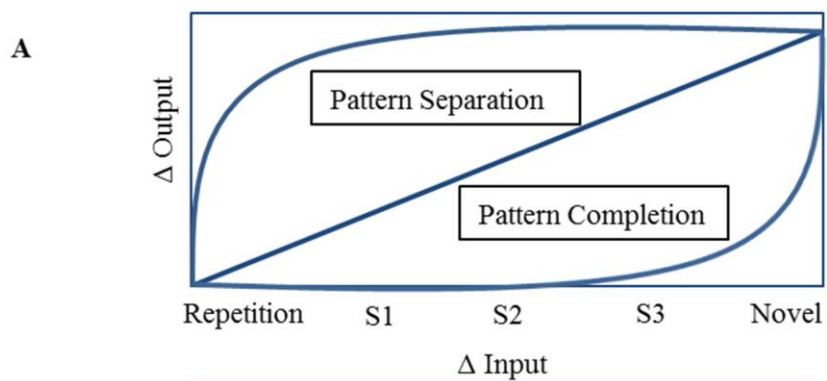 A
Pattern Separation
Δ Output
Pattern Completion
Repetition S1 S2 S3 Novel
Δ Input